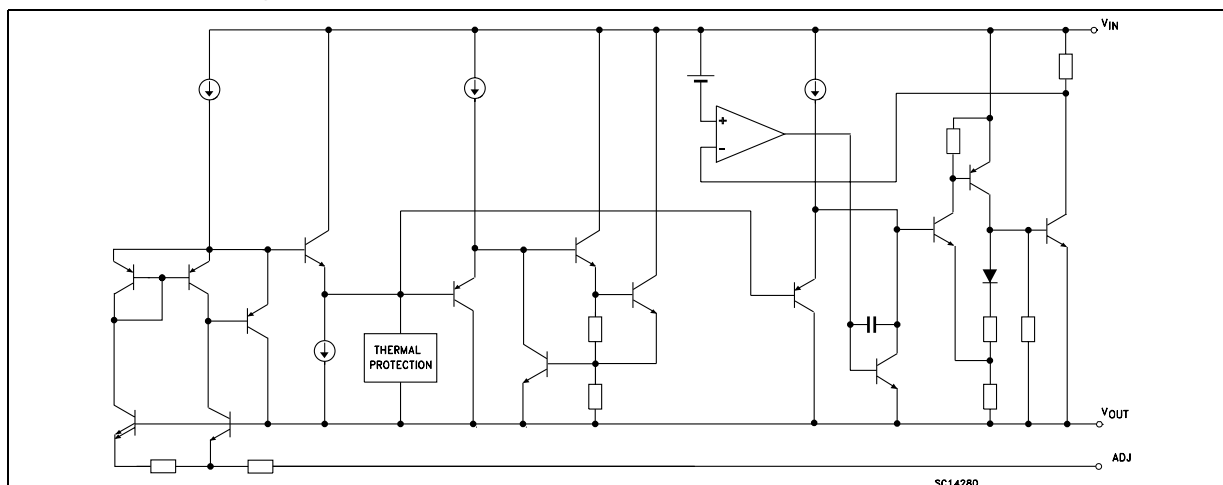 VIN
+
-
THERMAL
PROTECTION
VOUT
ADJ
SC14280